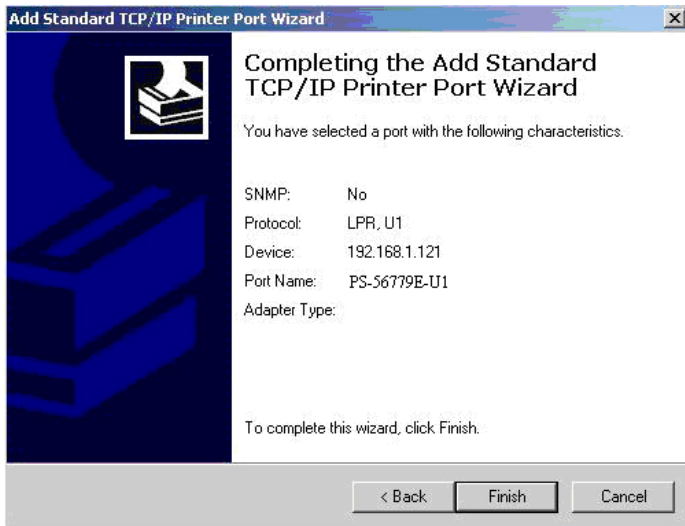 Add Standard TCP/IP Printer Port Wizard
Completing the Add Standard
TCP/IP Printer Port Wizard
You have selected a port with the following characteristics.
SNMP: No
Protocol: LPR, U1
Device: 192.168.1.121
Port Name: PS-56779E-U1
Adapter Type:
To complete this wizard, click Finish.
< Back Finish Cancel